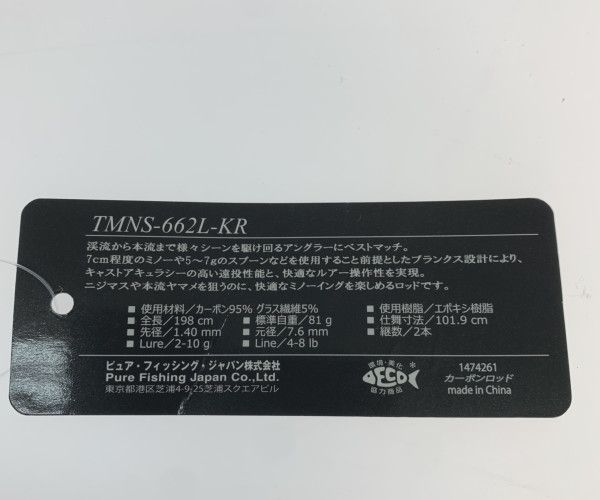 TMNS-662L-KR
渓流から本流まで様々シーンを駆け回るアングラーにベストマッチ。
7cm程度のミノーや5〜7gのスプーンなどを使用すること前提としたブランクス設計により、
キャストアキュラシーの高い遠投性能と、快適なルアー操作性を実現。
ニジマスや本流ヤマメを狙うのに、快適なミノーイングを楽しめるロッドです。
■ 使用材料／カーボン95% グラス繊維5% ■ 使用樹脂／エポキシ樹脂
■ 全長／198 cm ■ 標準自重／81 g ■ 仕舞寸法／101.9 cm
■ 先径／1.40 mm ■ 元径／7.6 mm ■ 継数／2本
■ Lure／2-10 g ■ Line／4-8 lb
ピュア・フィッシング・ジャパン株式会社
Pure Fishing Japan Co., Ltd.
東京都港区芝浦4-9-25芝浦スクエアビル
環境・美化
DECO
協力商品
1474261
カーボンロッド
made in China